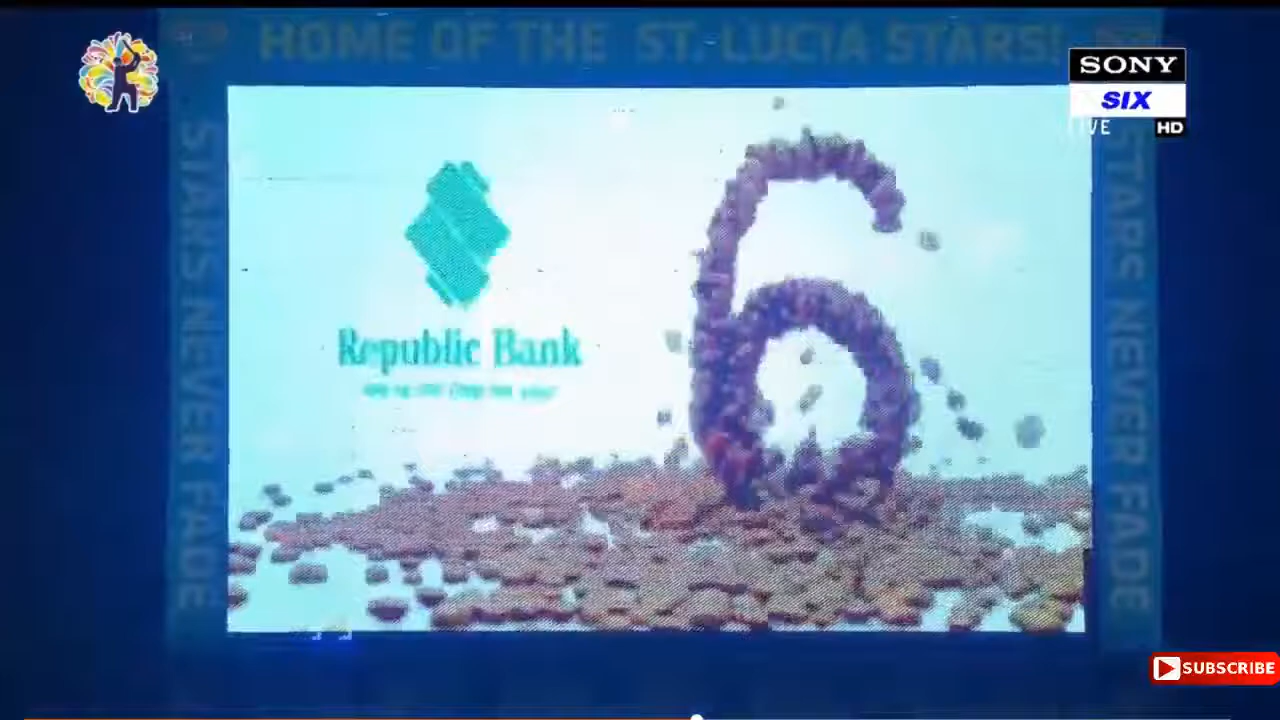 HOME OF THE ST. LUCIA STARS!
SONY
SIX
LIVE
HD
STARS NEVER FADE
STARS NEVER FADE
6
Republic Bank
SUBSCRIBE